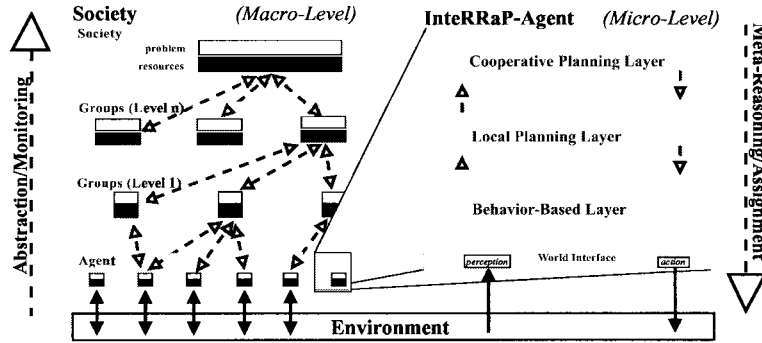 Society (Macro-Level)
Society
problem
resources
Groups (Level n)
Groups (Level 1)
Agent
Abstraction/Monitoring
InteRRaP-Agent (Micro-Level)
Cooperative Planning Layer
Local Planning Layer
Behavior-Based Layer
perception World Interface action
Meta-Reasoning/Assignment
Environment